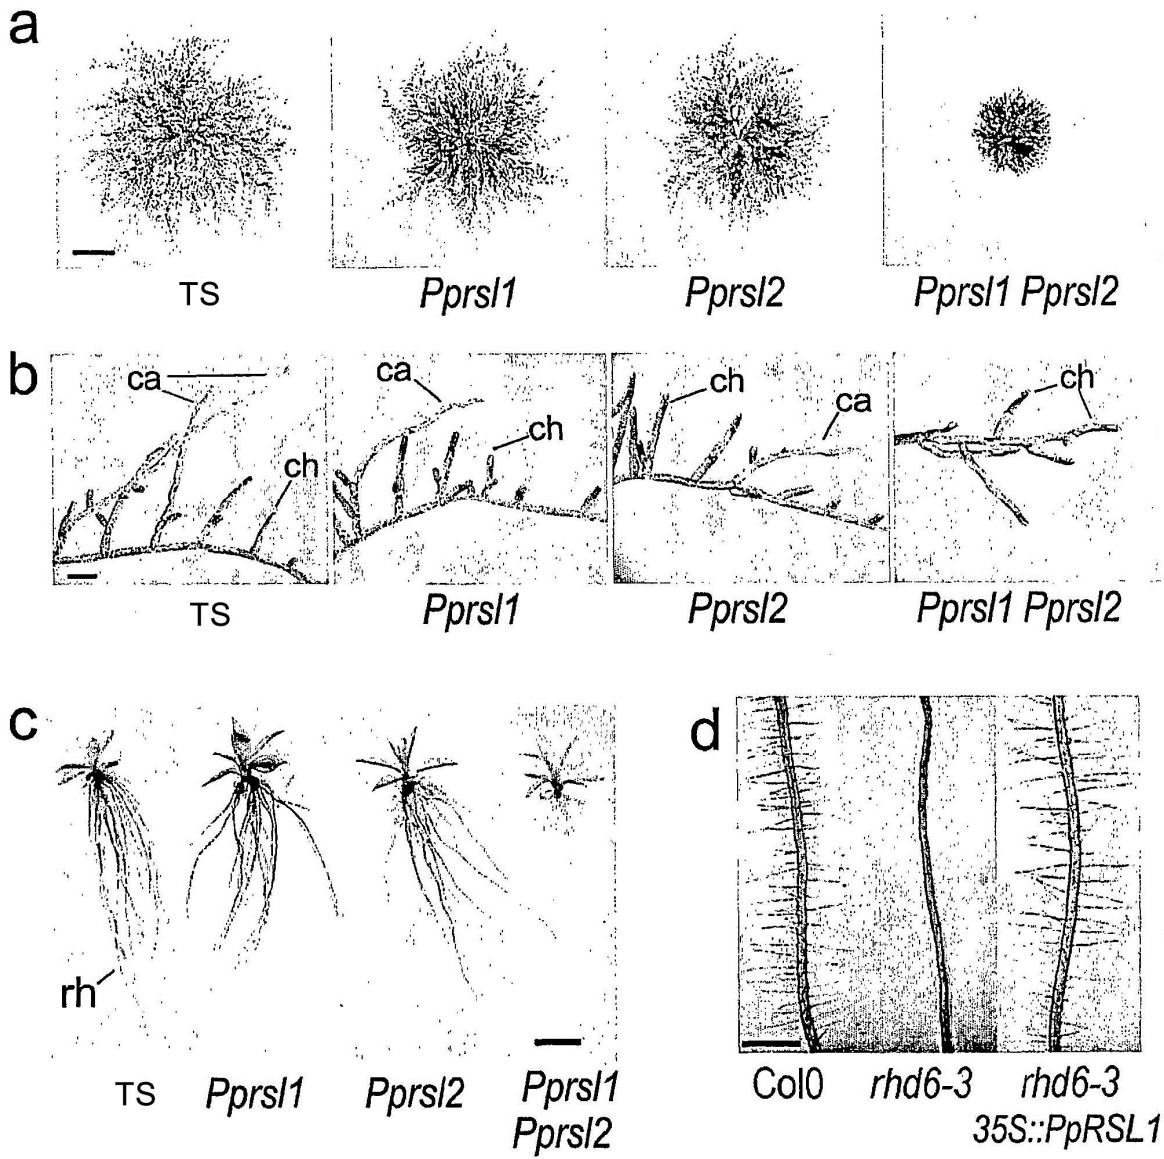 a
TS Pprsl1 Pprsl2 Pprsl1 Pprsl2
b
ca ca ch ca ch
ch ch
TS Pprsl1 Pprsl2 Pprsl1 Pprsl2
c
d
rh
TS Pprsl1 Pprsl2 Pprsl1
Pprsl2
Col0 rhd6-3 rhd6-3
35S::PpRSL1